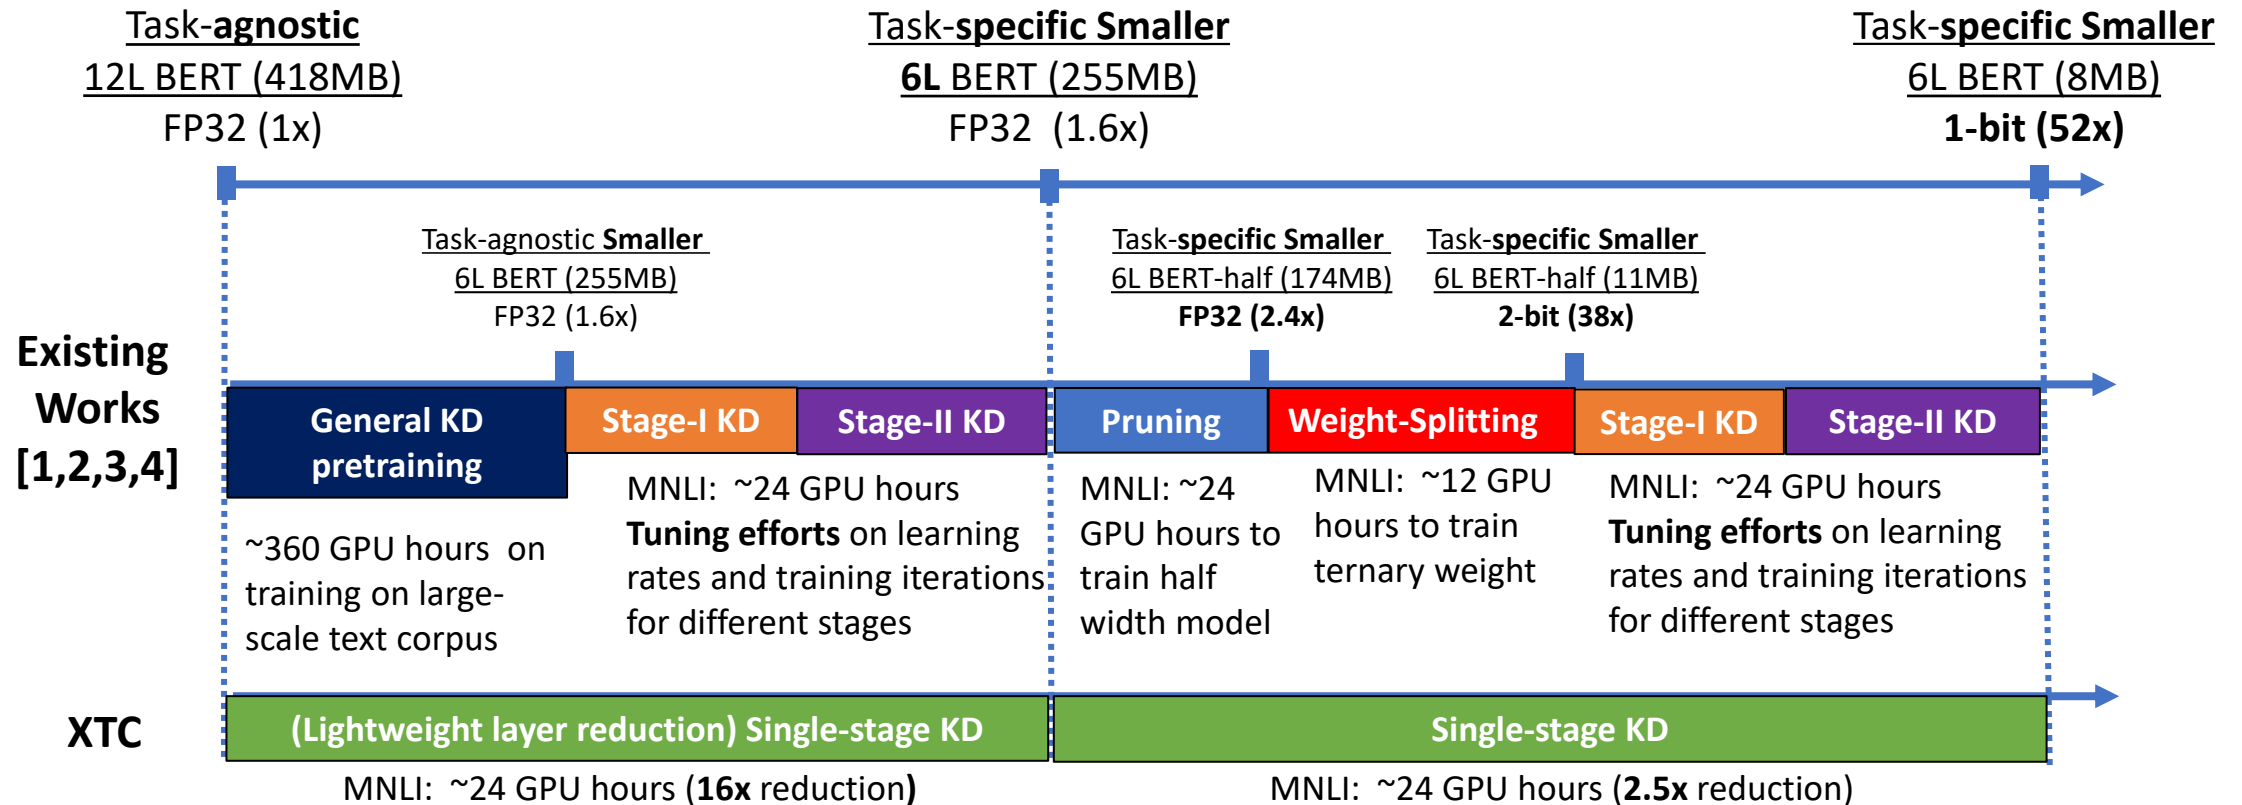 Task-agnostic
12L BERT (418MB)
FP32 (1x)
Task-specific Smaller
6L BERT (255MB)
FP32 (1.6x)
Task-specific Smaller
6L BERT (8MB)
1-bit (52x)
Task-agnostic Smaller
6L BERT (255MB)
FP32 (1.6x)
Task-specific Smaller
6L BERT-half (174MB)
FP32 (2.4x)
Task-specific Smaller
6L BERT-half (11MB)
2-bit (38x)
Existing
Works
[1,2,3,4]
General KD
pretraining
Stage-I KD
Stage-II KD
Pruning
Weight-Splitting
Stage-I KD
Stage-II KD
~360 GPU hours on
training on large-
scale text corpus
MNLI: ~24 GPU hours
Tuning efforts on learning
rates and training iterations
for different stages
MNLI: ~24
GPU hours to
train half
width model
MNLI: ~12 GPU
hours to train
ternary weight
MNLI: ~24 GPU hours
Tuning efforts on learning
rates and training iterations
for different stages
XTC
(Lightweight layer reduction) Single-stage KD
Single-stage KD
MNLI: ~24 GPU hours (16x reduction)
MNLI: ~24 GPU hours (2.5x reduction)